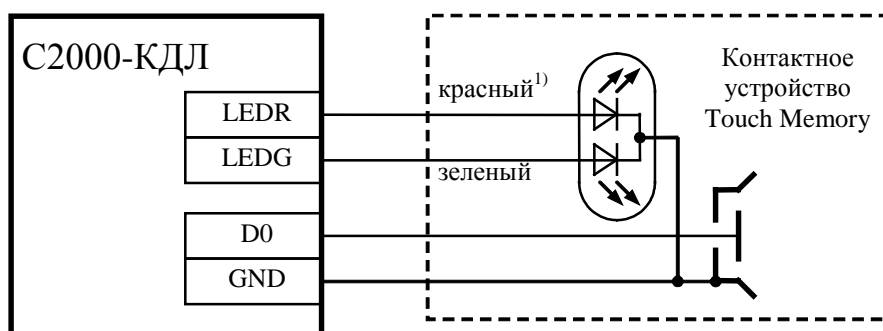 С2000-КДЛ
Контактное
устройство
Touch Memory
красный¹⁾
LEDR
LEDG
зеленый
D0
GND